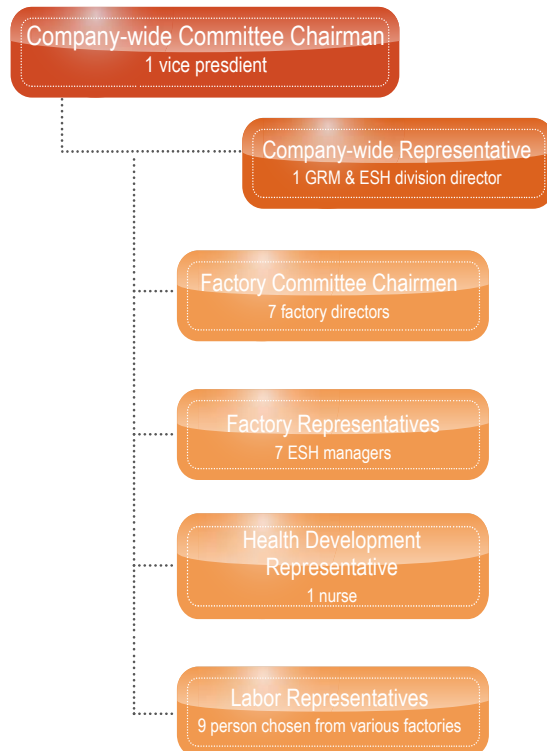 Company-wide Committee Chairman
1 vice presdient
Company-wide Representative
1 GRM & ESH division director
Factory Committee Chairmen
7 factory directors
Factory Representatives
7 ESH managers
Health Development
Representative
1 nurse
Labor Representatives
9 person chosen from various factories